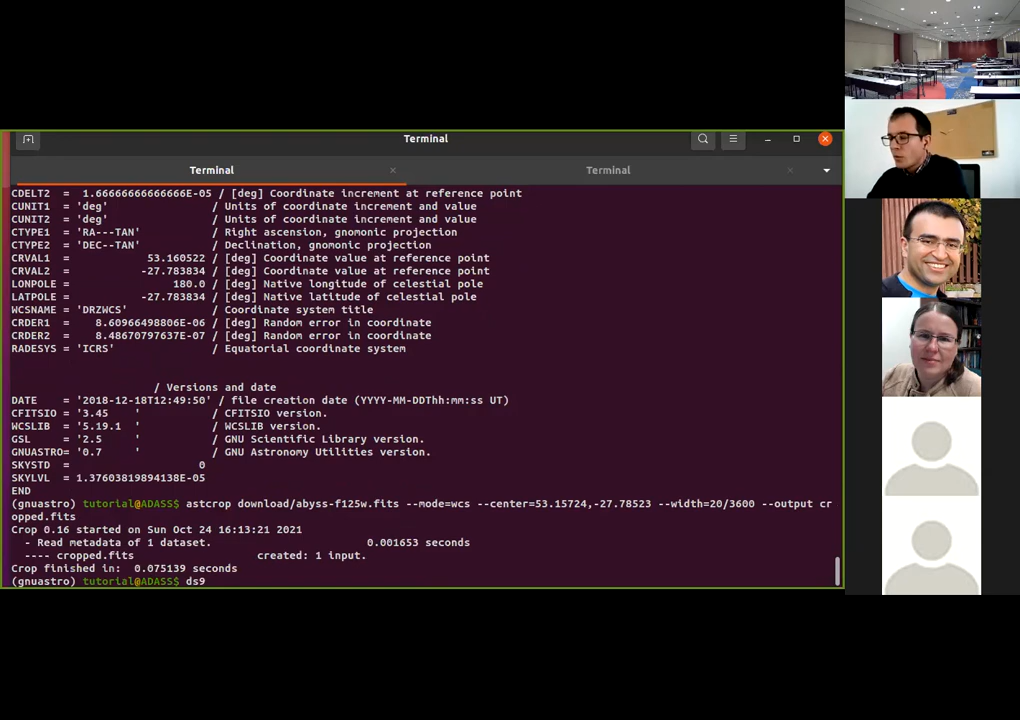 Terminal
Terminal
Terminal
CDELT2 = 1.66666666666666E-05 / [deg] Coordinate increment at reference point
CUNIT1 = 'deg' / Units of coordinate increment and value
CUNIT2 = 'deg' / Units of coordinate increment and value
CTYPE1 = 'RA---TAN' / Right ascension, gnomonic projection
CTYPE2 = 'DEC--TAN' / Declination, gnomonic projection
CRVAL1 = 53.160522 / [deg] Coordinate value at reference point
CRVAL2 = -27.783834 / [deg] Coordinate value at reference point
LONPOLE = 180.0 / [deg] Native longitude of celestial pole
LATPOLE = -27.783834 / [deg] Native latitude of celestial pole
WCSNAME = 'DRZWCS' / Coordinate system title
CRDER1 = 8.60966498806E-06 / [deg] Random error in coordinate
CRDER2 = 8.48670797637E-07 / [deg] Random error in coordinate
RADESYS = 'ICRS' / Equatorial coordinate system
/ Versions and date
DATE = '2018-12-18T12:49:50' / file creation date (YYYY-MM-DDThh:mm:ss UT)
CFITSIO = '3.45 ' / CFITSIO version.
WCSLIB = '5.19.1 ' / WCSLIB version.
GSL = '2.5 ' / GNU Scientific Library version.
GNUASTRO= '0.7 ' / GNU Astronomy Utilities version.
SKYSTD = 0
SKYLVL = 1.37603819894138E-05
END
(gnuastro) tutorial@ADASS$ astcrop download/abyss-f125w.fits --mode=wcs --center=53.15724,-27.78523 --width=20/3600 --output cr
opped.fits
Crop 0.16 started on Sun Oct 24 16:13:21 2021
- Read metadata of 1 dataset. 0.001653 seconds
---- cropped.fits created: 1 input.
Crop finished in: 0.075139 seconds
(gnuastro) tutorial@ADASS$ ds9